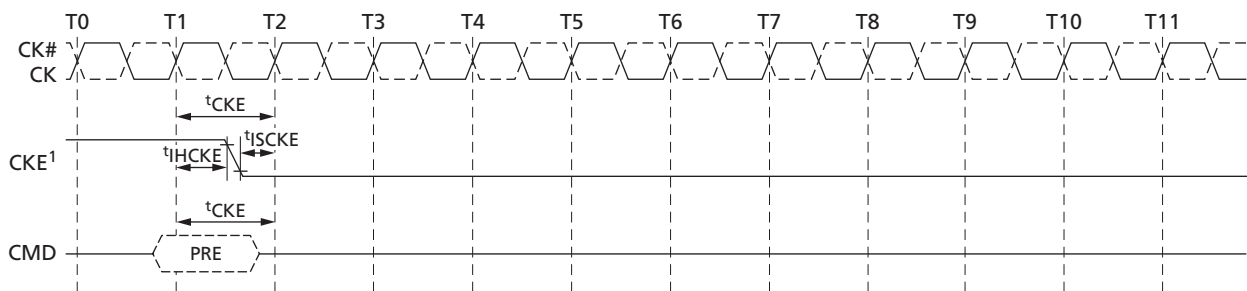 T0 T1 T2 T3 T4 T5 T6 T7 T8 T9 T10 T11
CK#
CK
tCKE
tISCKE
CKE1
tIHCKE
tCKE
CMD
PRE